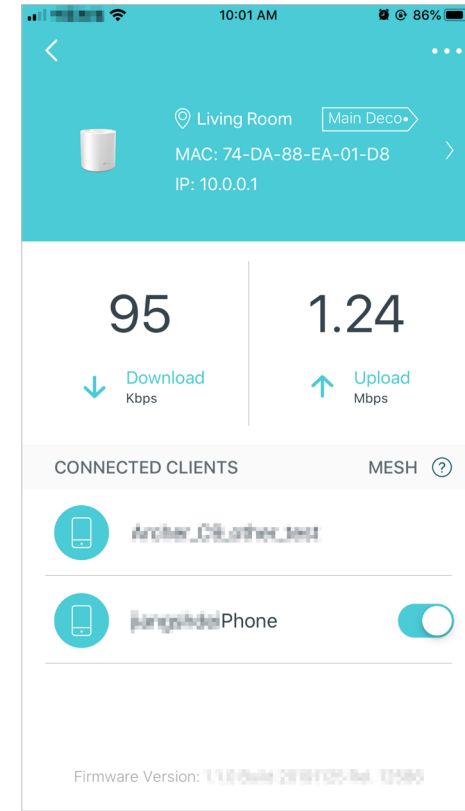 10:01 AM 86%
Living Room Main Deco
MAC: 74-DA-88-EA-01-D8
IP: 10.0.0.1
95 1.24
Download Upload
Kbps Mbps
CONNECTED CLIENTS MESH ?
Phone
Firmware Version: